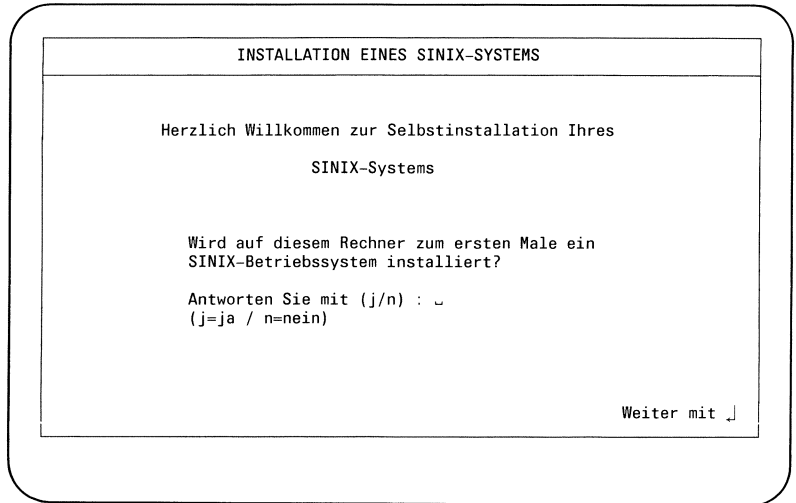 INSTALLATION EINES SINIX-SYSTEMS
Herzlich Willkommen zur Selbstinstallation Ihres
SINIX-Systems
Wird auf diesem Rechner zum ersten Male ein
SINIX-Betriebssystem installiert?
Antworten Sie mit (j/n) : ␣
(j=ja / n=nein)
Weiter mit ↲